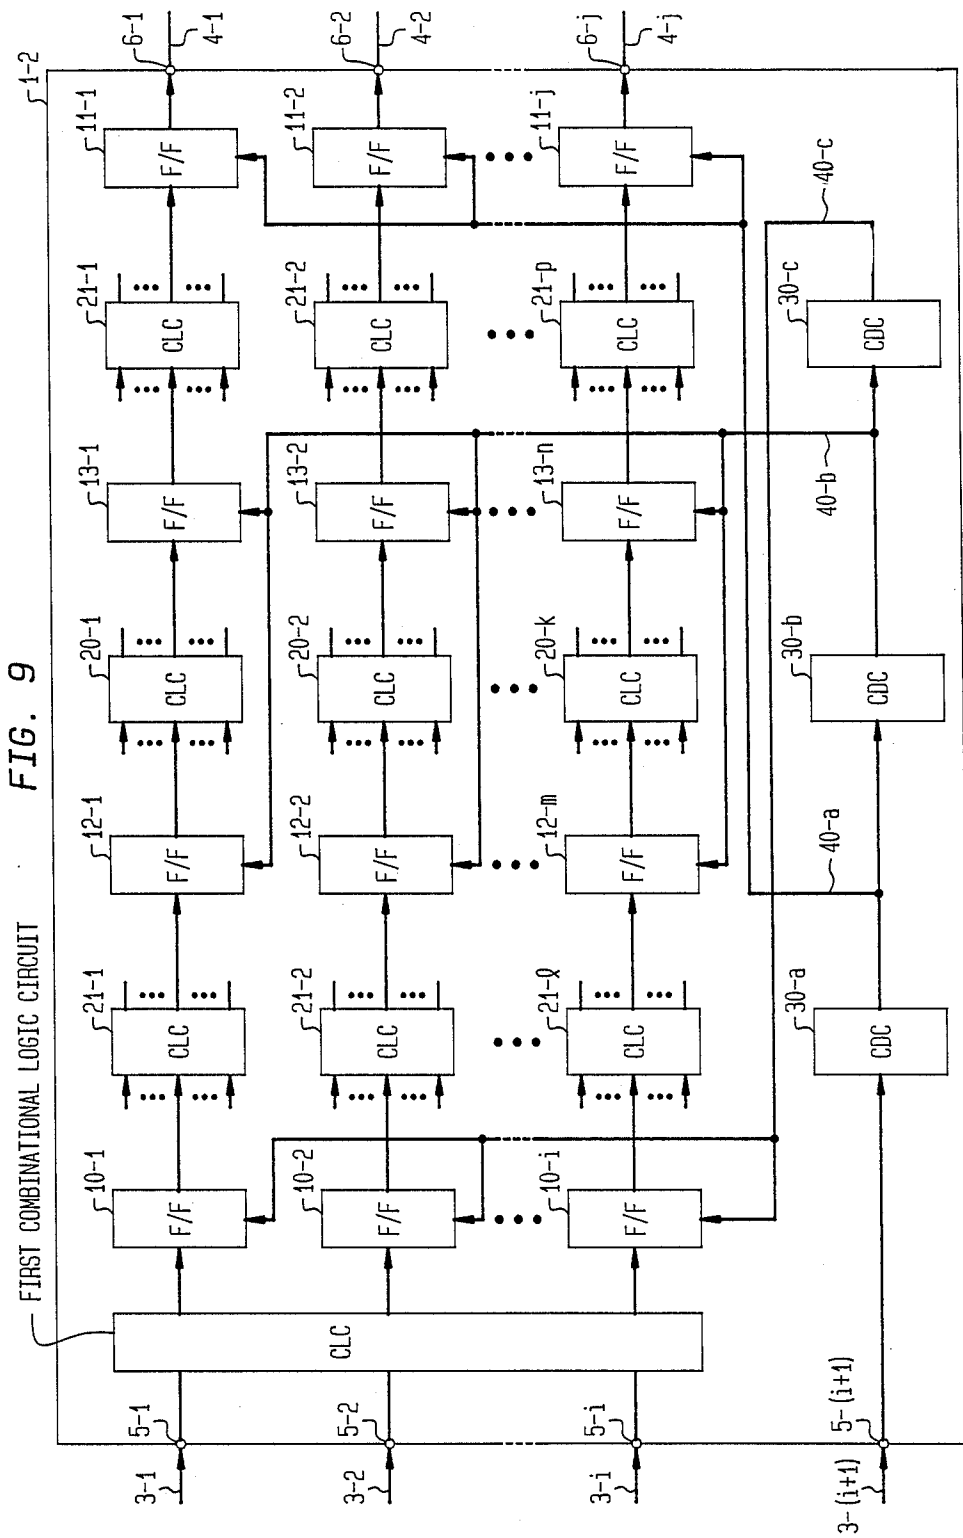 FIG. 9
FIRST COMBINATIONAL LOGIC CIRCUIT
1-2
3-1
5-1
CLC
10-1
F/F
21-1
CLC
12-1
F/F
20-1
CLC
13-1
F/F
21-1
CLC
11-1
F/F
6-1
4-1
3-2
5-2
10-2
F/F
21-2
CLC
12-2
F/F
20-2
CLC
13-2
F/F
21-2
CLC
11-2
F/F
6-2
4-2
3-i
5-i
10-i
F/F
21-ℓ
CLC
12-m
F/F
20-k
CLC
13-n
F/F
21-p
CLC
11-j
F/F
6-j
4-j
3-(i+1)
5-(i+1)
30-a
CDC
40-a
30-b
CDC
40-b
30-c
CDC
40-c